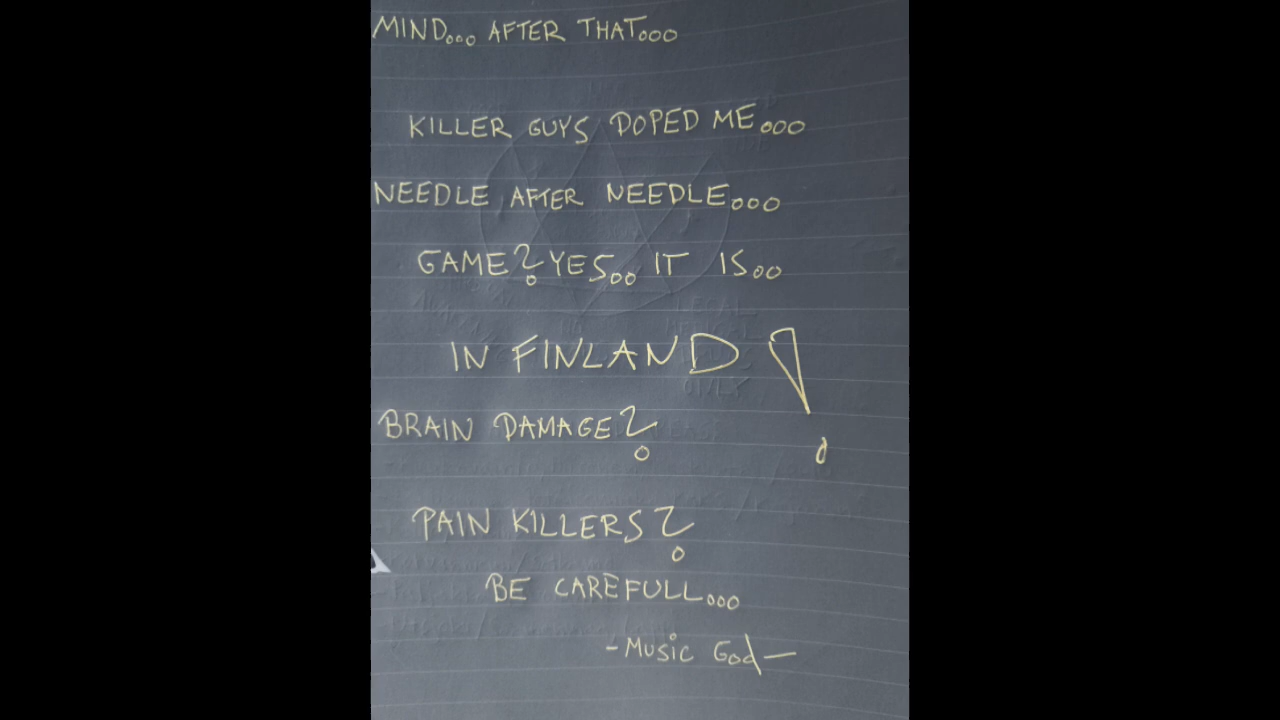 MIND... AFTER THAT...
KILLER GUYS DOPED ME...
NEEDLE AFTER NEEDLE...
GAME? YES.. IT IS..
IN FINLAND!
BRAIN DAMAGE?
PAIN KILLERS?
BE CAREFULL...
-Music God-